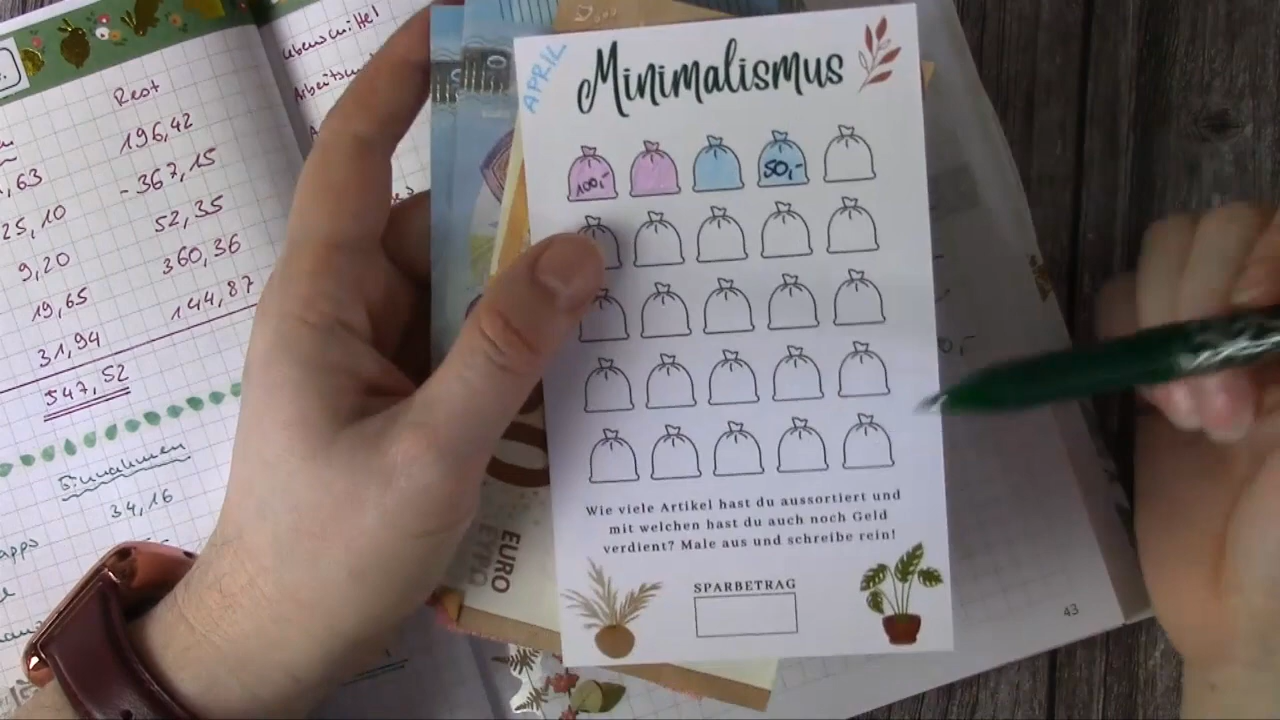 APRIL
Minimalismus
100,-
50,-
Wie viele Artikel hast du aussortiert und
mit welchen hast du auch noch Geld
verdient? Male aus und schreibe rein!
SPARBETRAG
Rest
196,42
,63
-367,15
25,10
52,35
9,20
360,36
19,65
144,87
31,94
547,52
Einnahmen
34,16
EURO
43